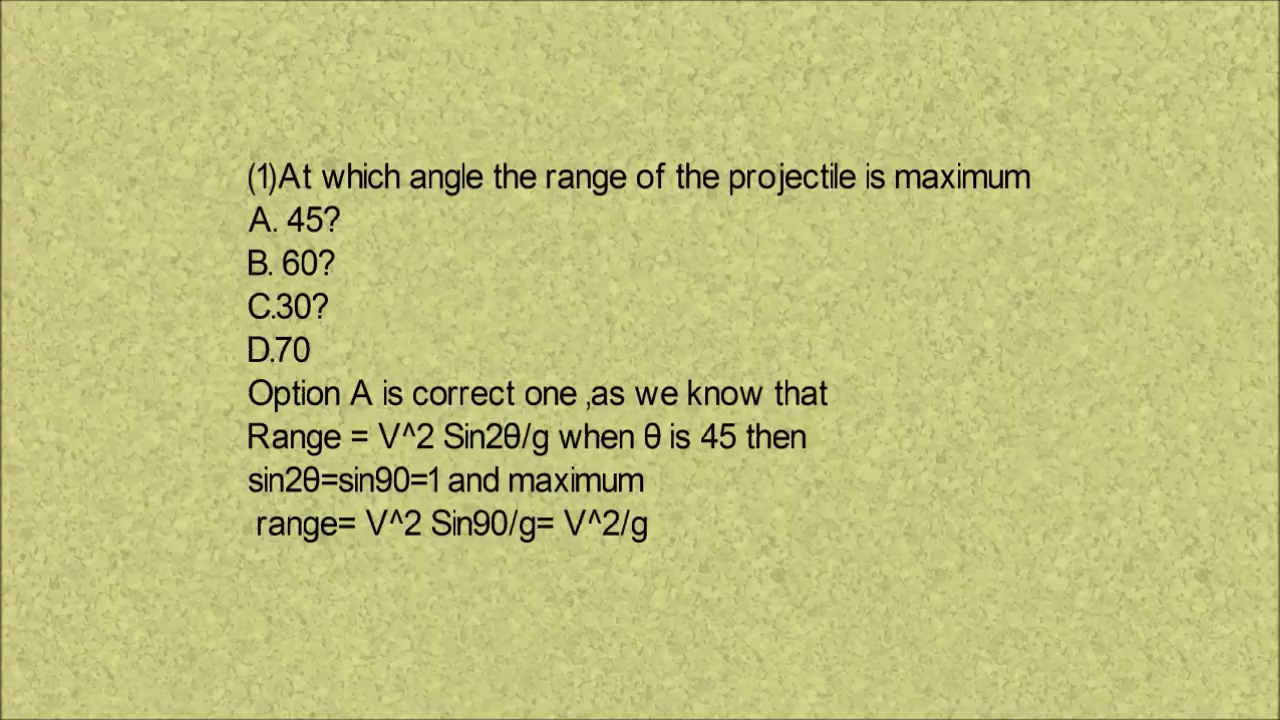 (1)At which angle the range of the projectile is maximum
A. 45?
B. 60?
C.30?
D.70
Option A is correct one ,as we know that
Range = V^2 Sin2θ/g when θ is 45 then
sin2θ=sin90=1 and maximum
range= V^2 Sin90/g= V^2/g